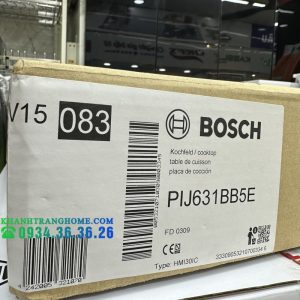 V15 083
BOSCH
Kochfeld / cooktop
table de cuisson
placa de cocción
PIJ631BB5E
KHANHTRANGHOME.COM
0934.36.36.26
FD 0309
Type: HMI30IC